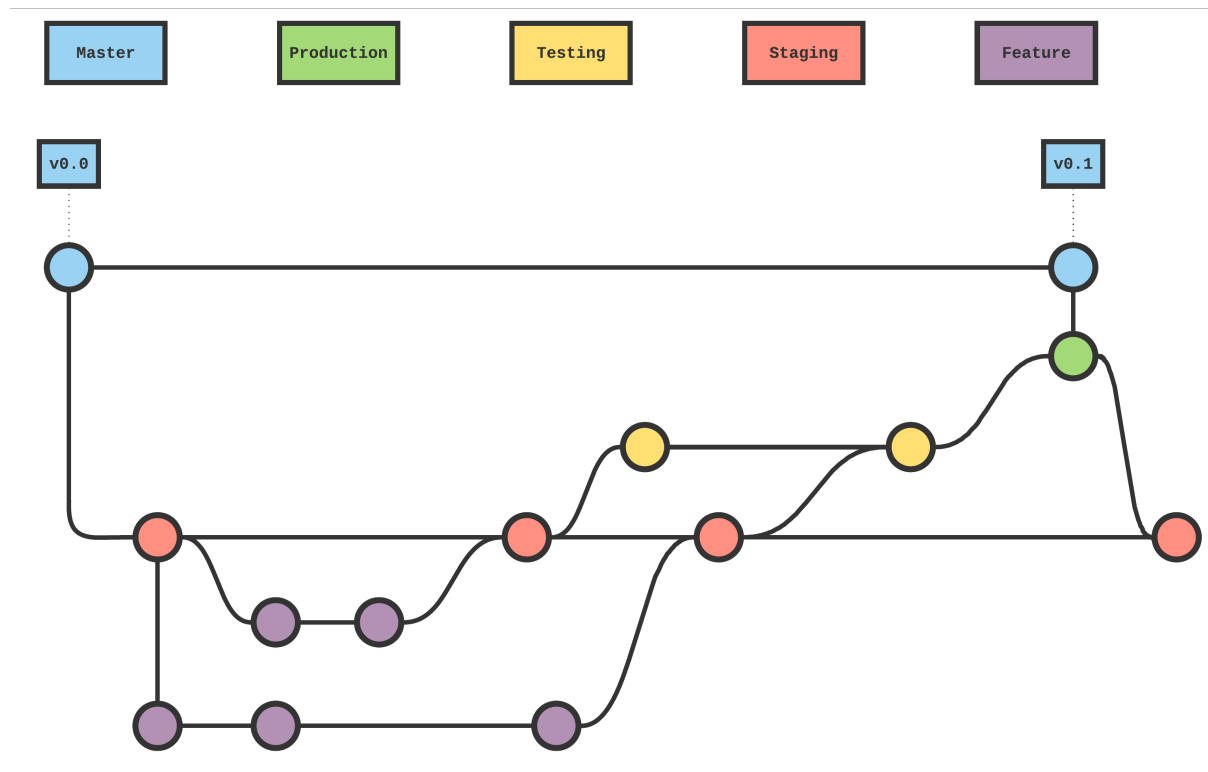 Master
Production
Testing
Staging
Feature
v0.0
v0.1